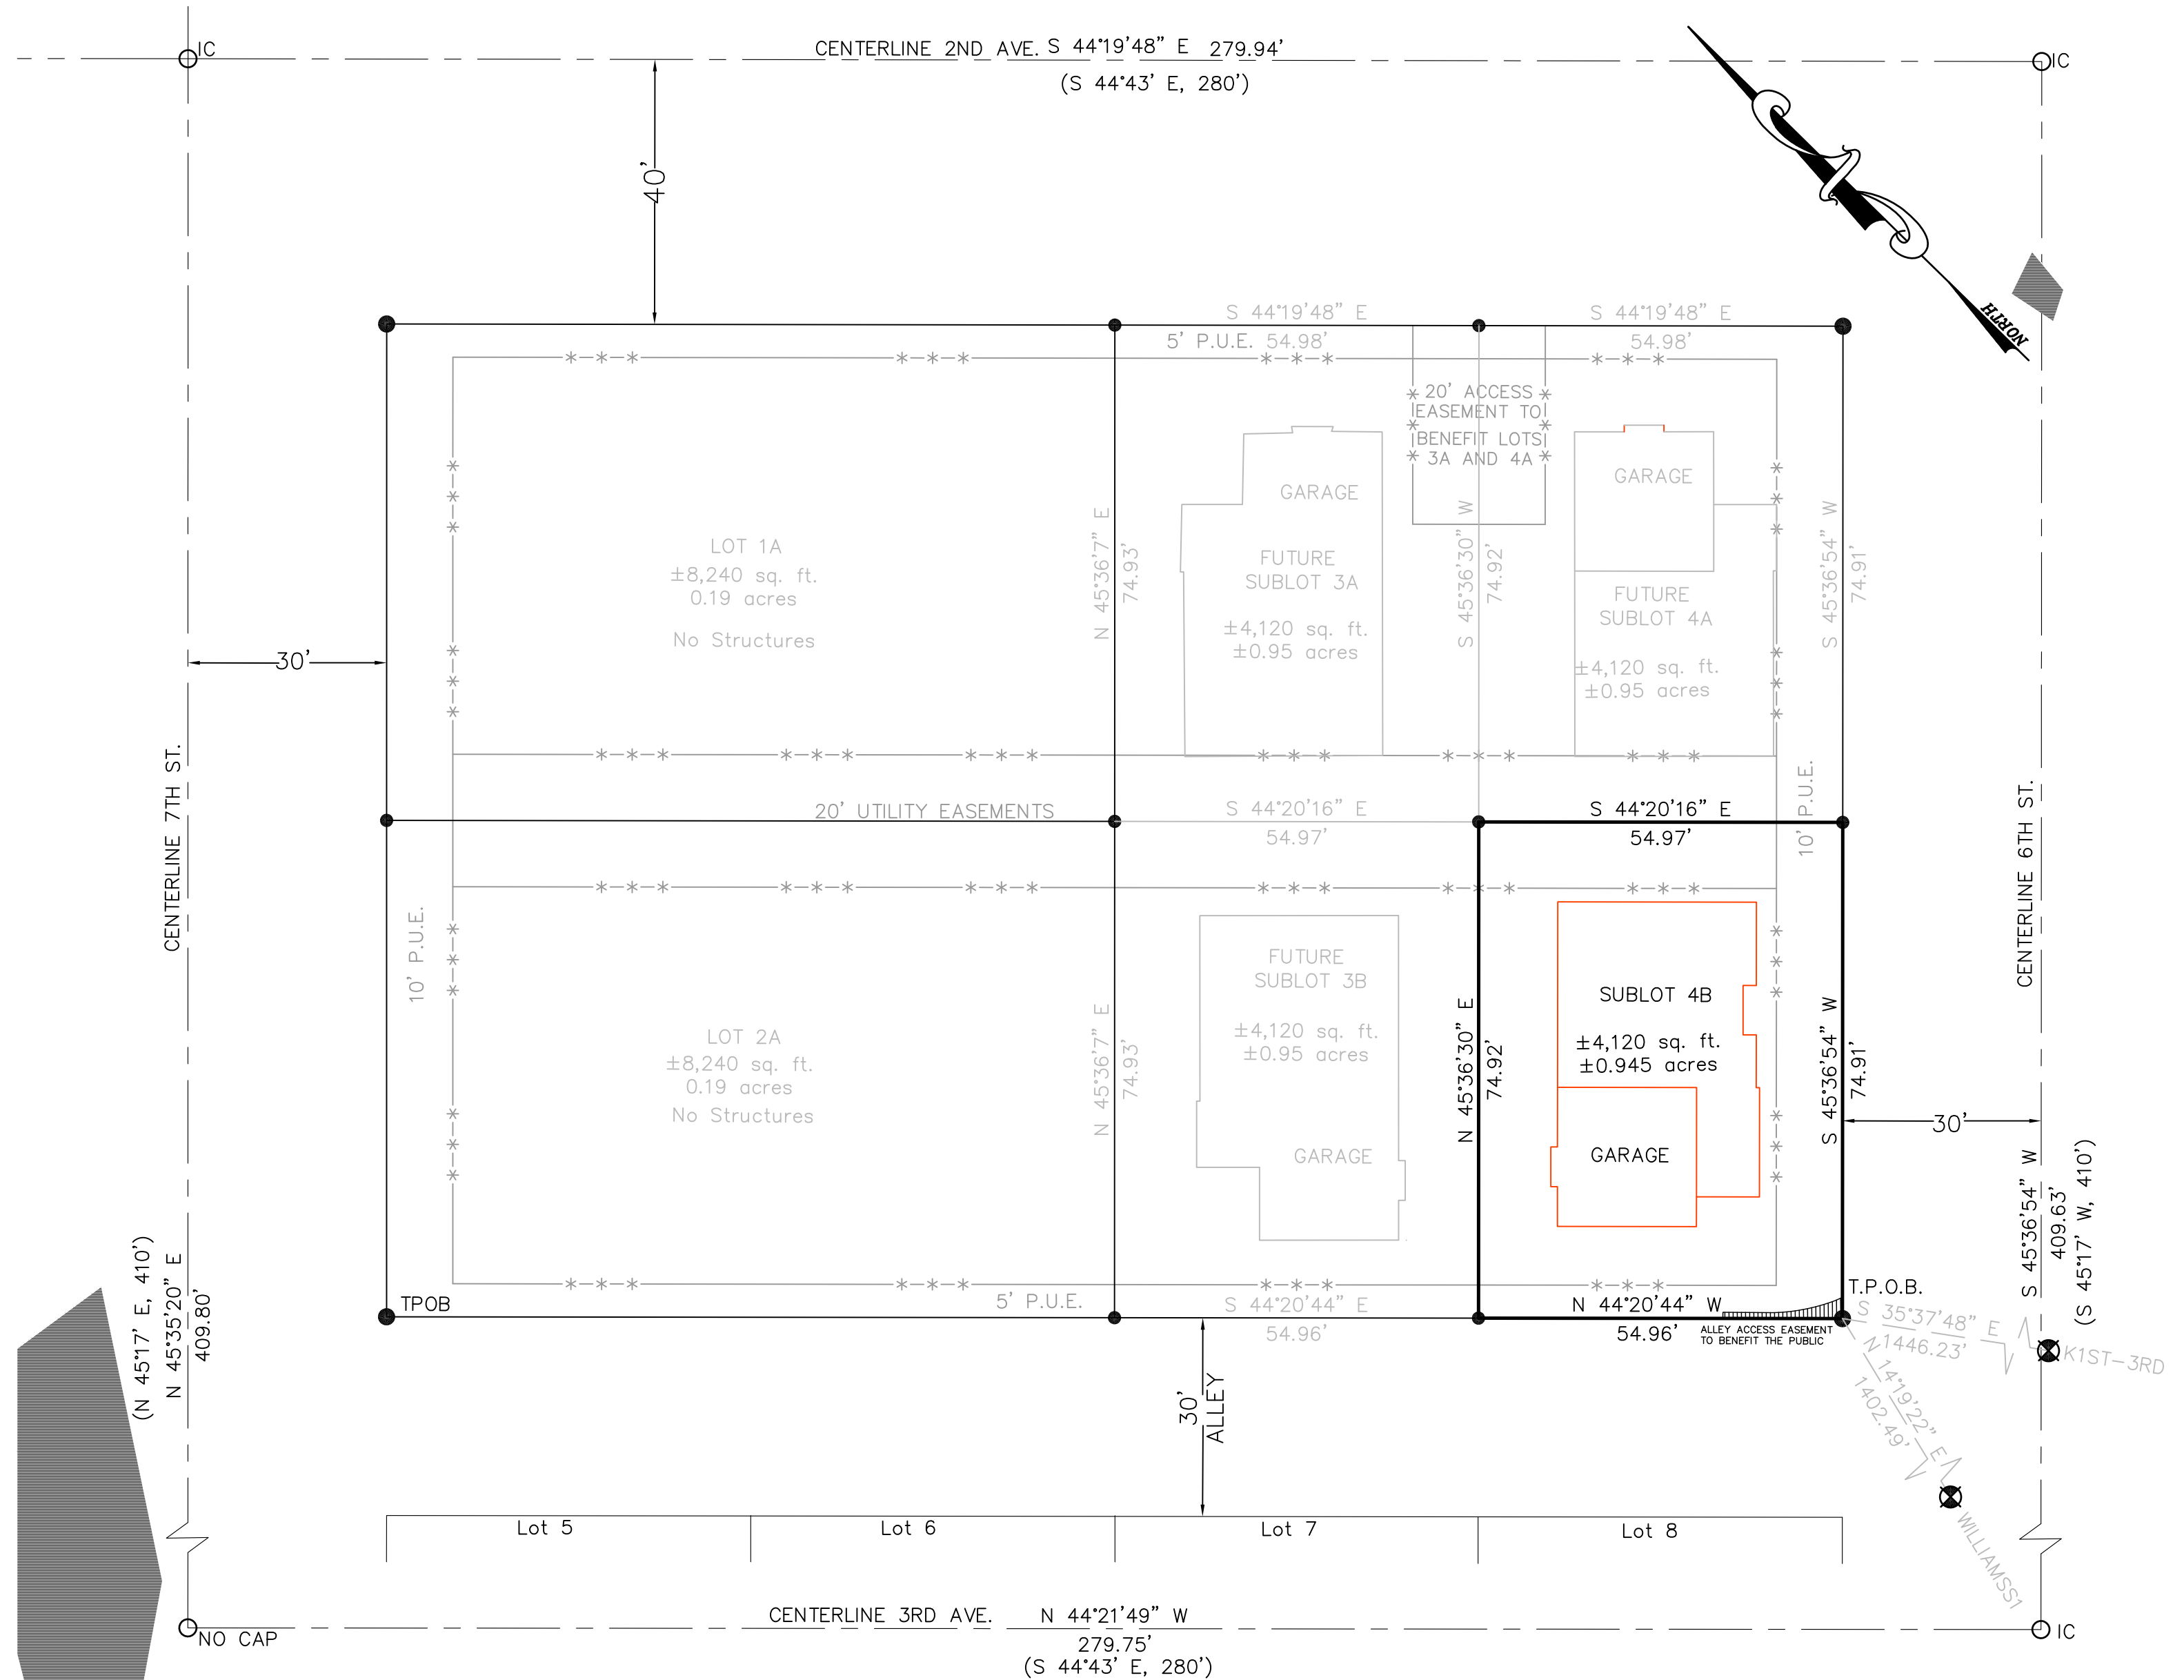 IC
CENTERLINE 2ND AVE. S 44°19'48" E 279.94'
(S 44°43' E, 280')
IC
40'
NORTH
S 44°19'48" E
S 44°19'48" E
5' P.U.E. 54.98'
54.98'
20' ACCESS
EASEMENT TO
BENEFIT LOTS
3A AND 4A
GARAGE
GARAGE
LOT 1A
±8,240 sq. ft.
0.19 acres
No Structures
N 45°36'7" E
74.93'
FUTURE
SUBLOT 3A
±4,120 sq. ft.
±0.95 acres
S 45°36'30" W
74.92'
FUTURE
SUBLOT 4A
±4,120 sq. ft.
±0.95 acres
S 45°36'54" W
74.91'
30'
CENTERLINE 7TH ST.
20' UTILITY EASEMENTS
S 44°20'16" E
54.97'
S 44°20'16" E
54.97'
10' P.U.E.
CENTERLINE 6TH ST.
10' P.U.E.
LOT 2A
±8,240 sq. ft.
0.19 acres
No Structures
N 45°36'7" E
74.93'
FUTURE
SUBLOT 3B
±4,120 sq. ft.
±0.95 acres
GARAGE
N 45°36'30" E
74.92'
SUBLOT 4B
±4,120 sq. ft.
±0.945 acres
GARAGE
S 45°36'54" W
74.91'
30'
(N 45°17' E, 410')
N 45°35'20" E
409.80'
S 45°36'54" W
409.63'
(S 45°17' W, 410')
TPOB
5' P.U.E.
S 44°20'44" E
54.96'
N 44°20'44" W
54.96'
ALLEY ACCESS EASEMENT
TO BENEFIT THE PUBLIC
T.P.O.B.
S 35°37'48" E
1446.23'
K1ST-3RD
N 14°19'22" E
1402.49'
WILLIAMSS1
30'
ALLEY
Lot 5
Lot 6
Lot 7
Lot 8
NO CAP
CENTERLINE 3RD AVE. N 44°21'49" W
279.75'
(S 44°43' E, 280')
IC